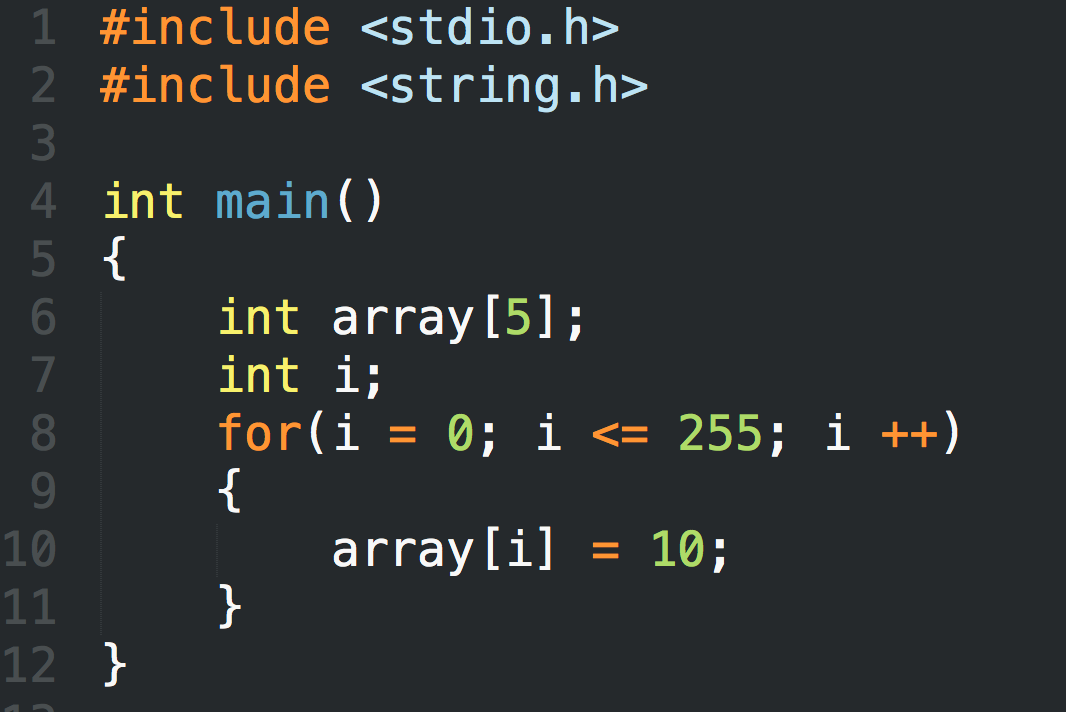 1 #include <stdio.h>
2 #include <string.h>
3
4 int main()
5 {
6 int array[5];
7 int i;
8 for(i = 0; i <= 255; i ++)
9 {
10 array[i] = 10;
11 }
12 }
13